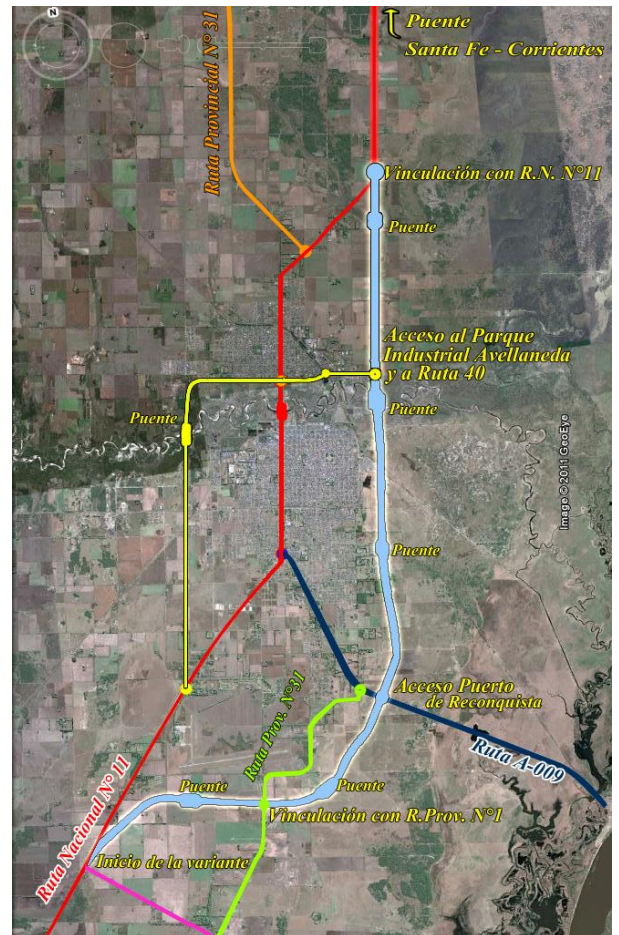 N
Puente
Santa Fe - Corrientes
Ruta Provincial N° 31
Vinculación con R.N. N°11
Puente
Acceso al Parque
Industrial Avellaneda
y a Ruta 40
Puente
Puente
Image © 2011 GeoEye
Puente
Acceso Puerto
de Reconquista
Ruta Prov. N°31
Ruta A-009
Ruta Nacional N° 11
Puente
Puente
Vinculación con R.Prov. N°1
Inicio de la variante